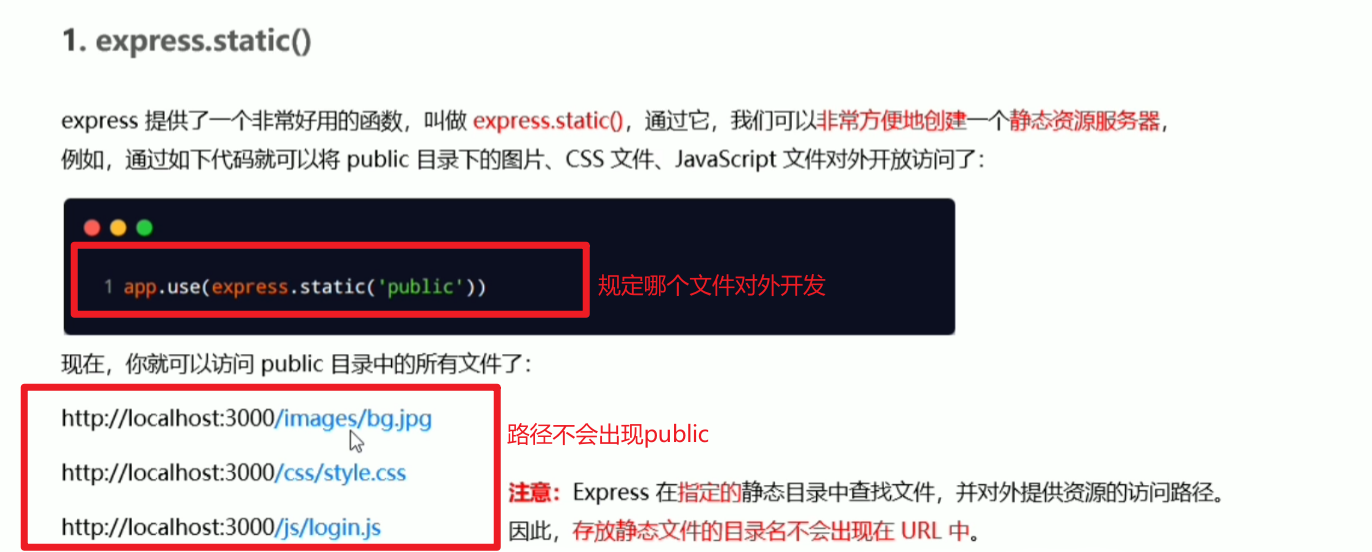 1. express.static()
express 提供了一个非常好用的函数，叫做 express.static()，通过它，我们可以非常方便地创建一个静态资源服务器，
例如，通过如下代码就可以将 public 目录下的图片、CSS 文件、JavaScript 文件对外开放访问了：
1 app.use(express.static('public'))
规定哪个文件对外开发
现在，你就可以访问 public 目录中的所有文件了：
http://localhost:3000/images/bg.jpg
路径不会出现public
http://localhost:3000/css/style.css
注意：Express 在指定的静态目录中查找文件，并对外提供资源的访问路径。
http://localhost:3000/js/login.js
因此，存放静态文件的目录名不会出现在 URL 中。